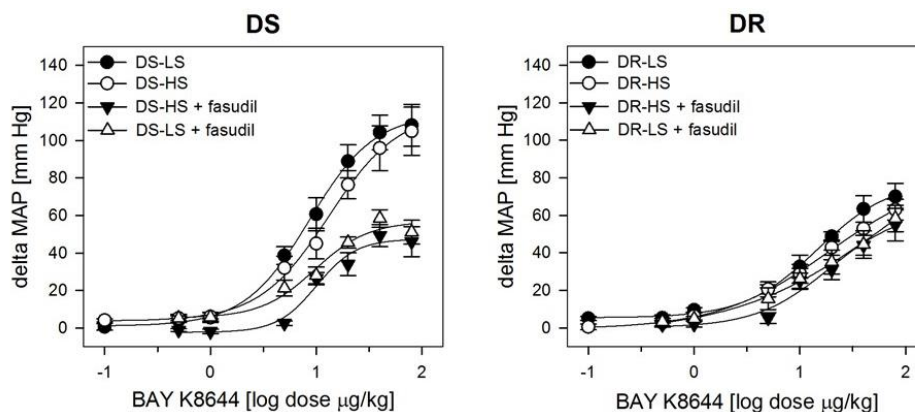 DS
DS-LS
DS-HS
DS-HS + fasudil
DS-LS + fasudil
delta MAP [mm Hg]
140
120
100
80
60
40
20
0
-1
0
1
2
BAY K8644 [log dose μg/kg]
DR
DR-LS
DR-HS
DR-HS + fasudil
DR-LS + fasudil
delta MAP [mm Hg]
140
120
100
80
60
40
20
0
-1
0
1
2
BAY K8644 [log dose μg/kg]